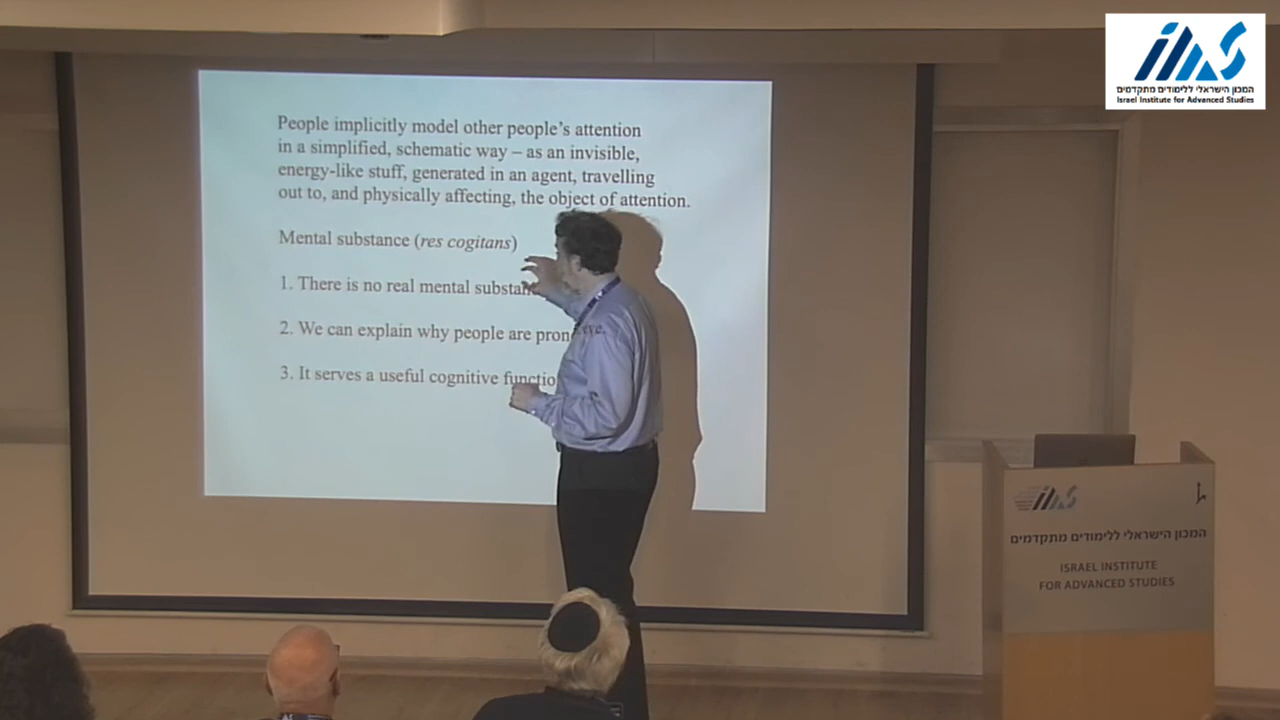 People implicitly model other people's attention
in a simplified, schematic way – as an invisible,
energy-like stuff, generated in an agent, travelling
out to, and physically affecting, the object of attention.
Mental substance (res cogitans)
1. There is no real mental
2. We can explain why people are
3. It serves a useful cognitive
המכון הישראלי ללימודים מתקדמים
Israel Institute for Advanced Studies
המכון הישראלי ללימודים מתקדמים
ISRAEL INSTITUTE
FOR ADVANCED STUDIES